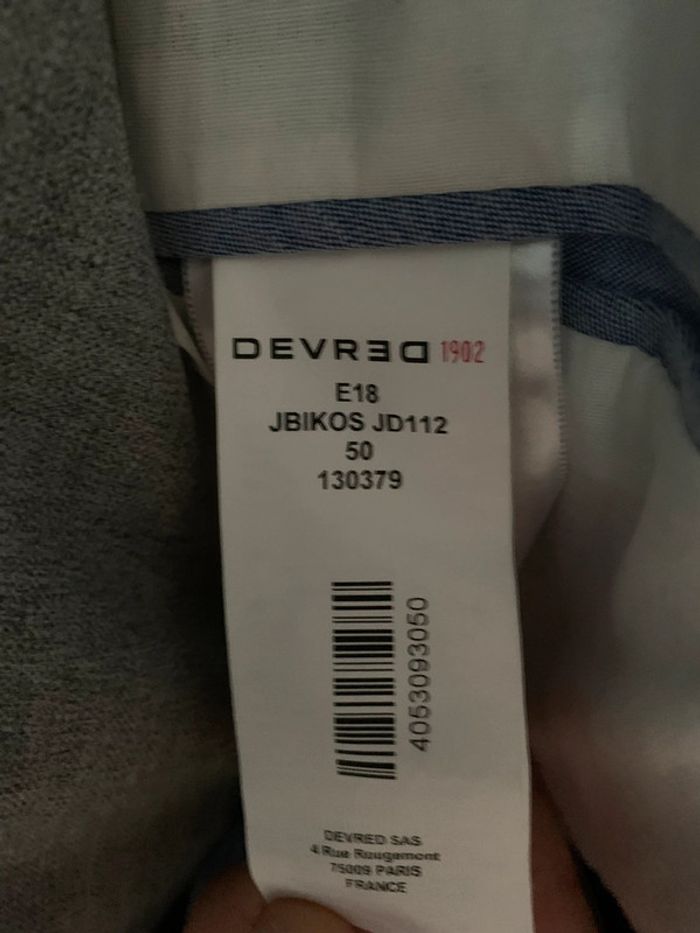 DEVRED 1902
E18
JBIKOS JD112
50
130379
4053093050
DEVRED SAS
4 Rue Rougemont
75009 PARIS
FRANCE